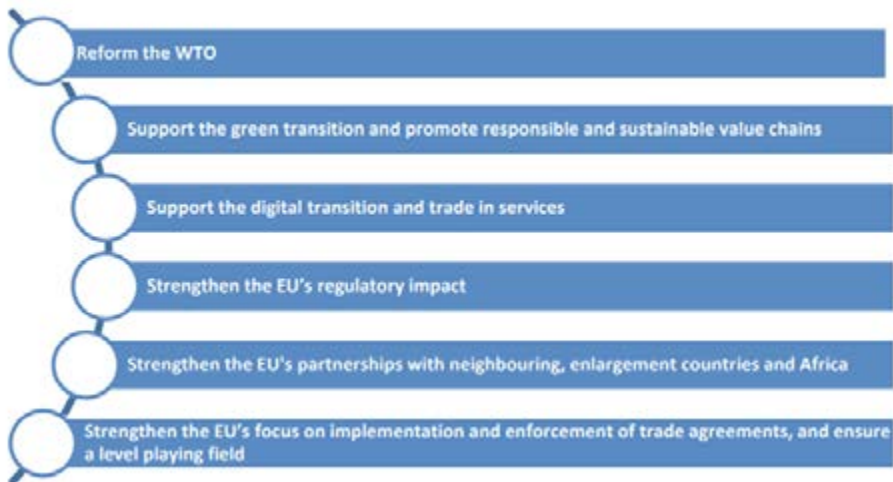 Reform the WTO
Support the green transition and promote responsible and sustainable value chains
Support the digital transition and trade in services
Strengthen the EU's regulatory impact
Strengthen the EU's partnerships with neighbouring, enlargement countries and Africa
Strengthen the EU's focus on implementation and enforcement of trade agreements, and ensure
a level playing field